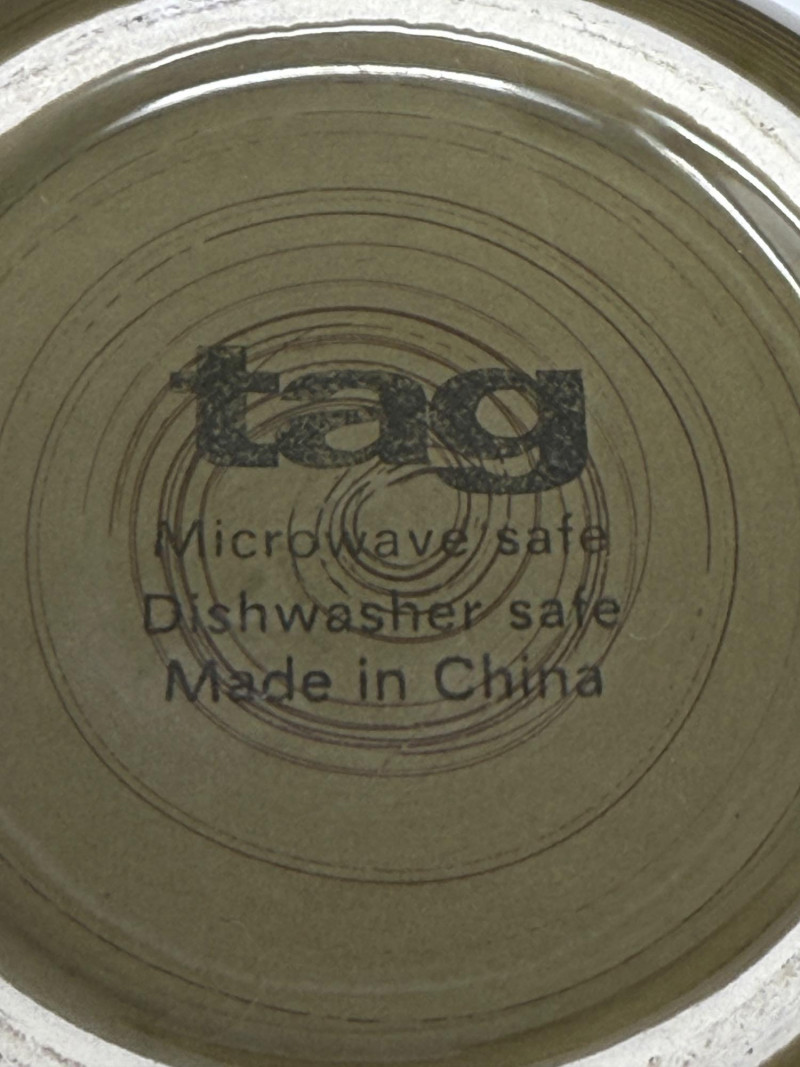 tag
Microwave safe
Dishwasher safe
Made in China